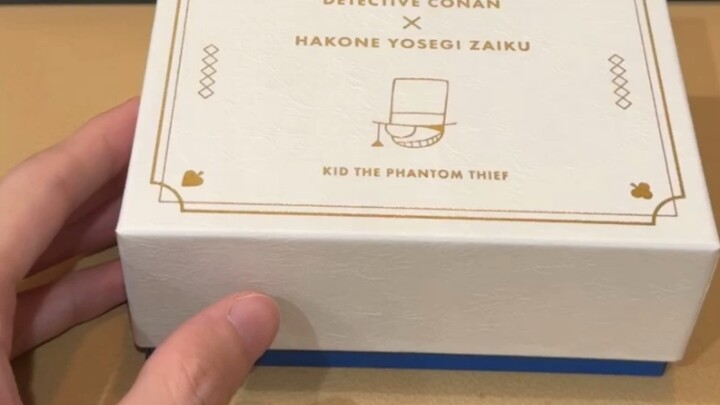 DETECTIVE CONAN
×
HAKONE YOSEGI ZAIKU
KID THE PHANTOM THIEF